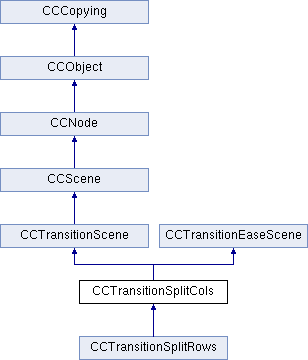 CCCopying
CCObject
CCNode
CCScene
CCTransitionScene
CCTransitionEaseScene
CCTransitionSplitCols
CCTransitionSplitRows